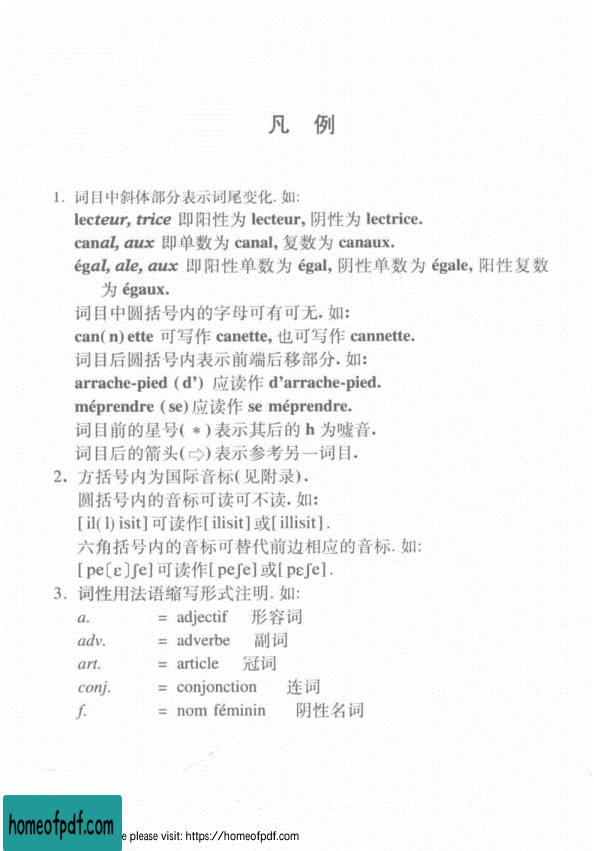 凡 例
1. 词目中斜体部分表示词尾变化. 如:
lecteur, trice 即阳性为 lecteur, 阴性为 lectrice.
canal, aux 即单数为 canal, 复数为 canaux.
égal, ale, aux 即阳性单数为 égal, 阴性单数为 égale, 阳性复数
为 égaux.
词目中圆括号内的字母可有可无. 如:
can(n)ette 可写作 canette, 也可写作 cannette.
词目后圆括号内表示前端后移部分. 如:
arrache-pied (d') 应读作 d'arrache-pied.
méprendre (se) 应读作 se méprendre.
词目前的星号(*)表示其后的 h 为嘘音.
词目后的箭头(⇨)表示参考另一词目.
2. 方括号内为国际音标(见附录).
圆括号内的音标可读可不读. 如:
[il(l)isit]可读作[ilisit]或[illisit].
六角括号内的音标可替代前边相应的音标. 如:
[pe〔ɛ〕ʃe]可读作[peʃe]或[pɛʃe].
3. 词性用法语缩写形式注明. 如:
a. = adjectif 形容词
adv. = adverbe 副词
art. = article 冠词
conj. = conjonction 连词
f. = nom féminin 阴性名词
homeofpdf.com
e please visit: https://homeofpdf.com